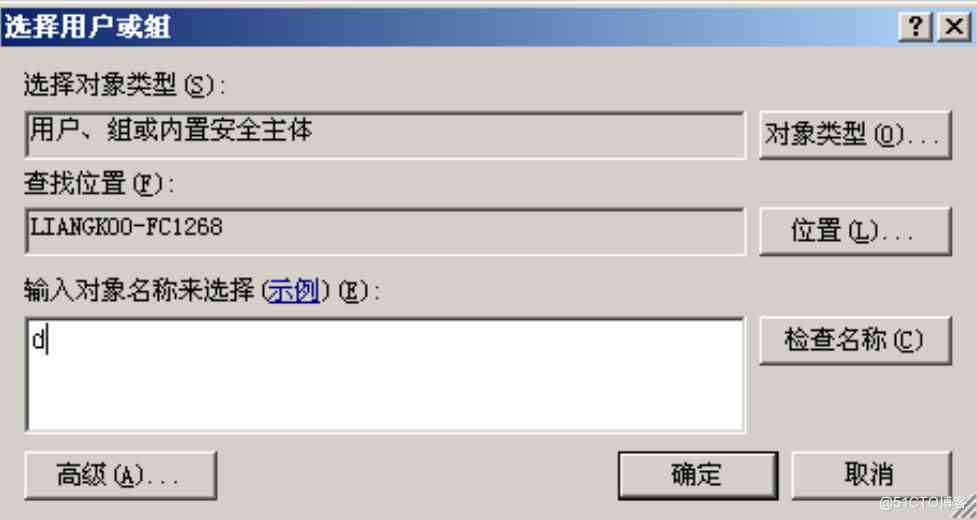 选择用户或组
选择对象类型(S):
用户、组或内置安全主体
对象类型(O)...
查找位置(F):
LIANGKOO-FC1268
位置(L)...
输入对象名称来选择(示例)(E):
d
检查名称(C)
高级(A)...
确定
取消
@51CTO博客